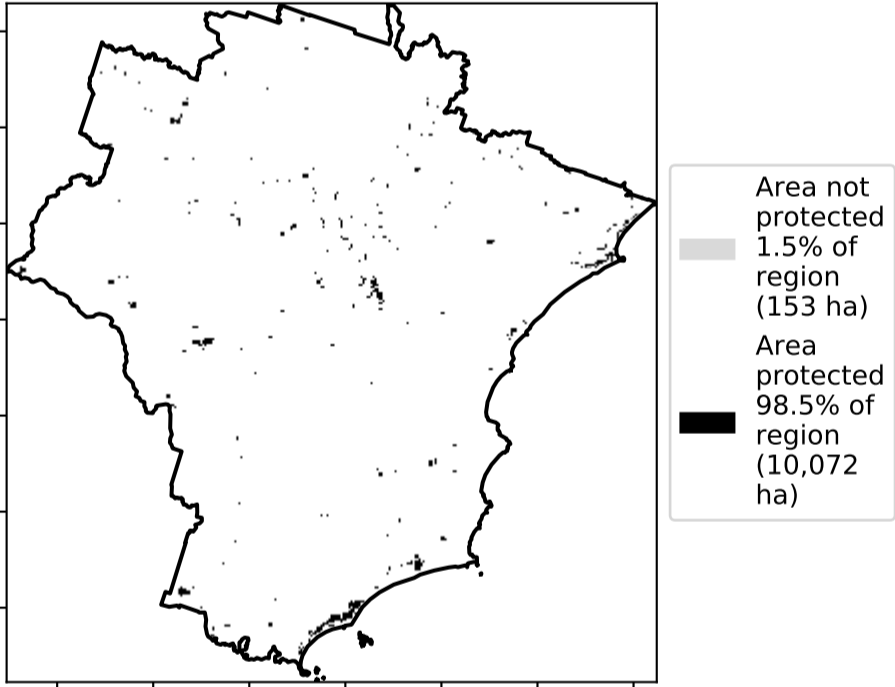 Area not
protected
1.5% of
region
(153 ha)
Area
protected
98.5% of
region
(10,072
ha)